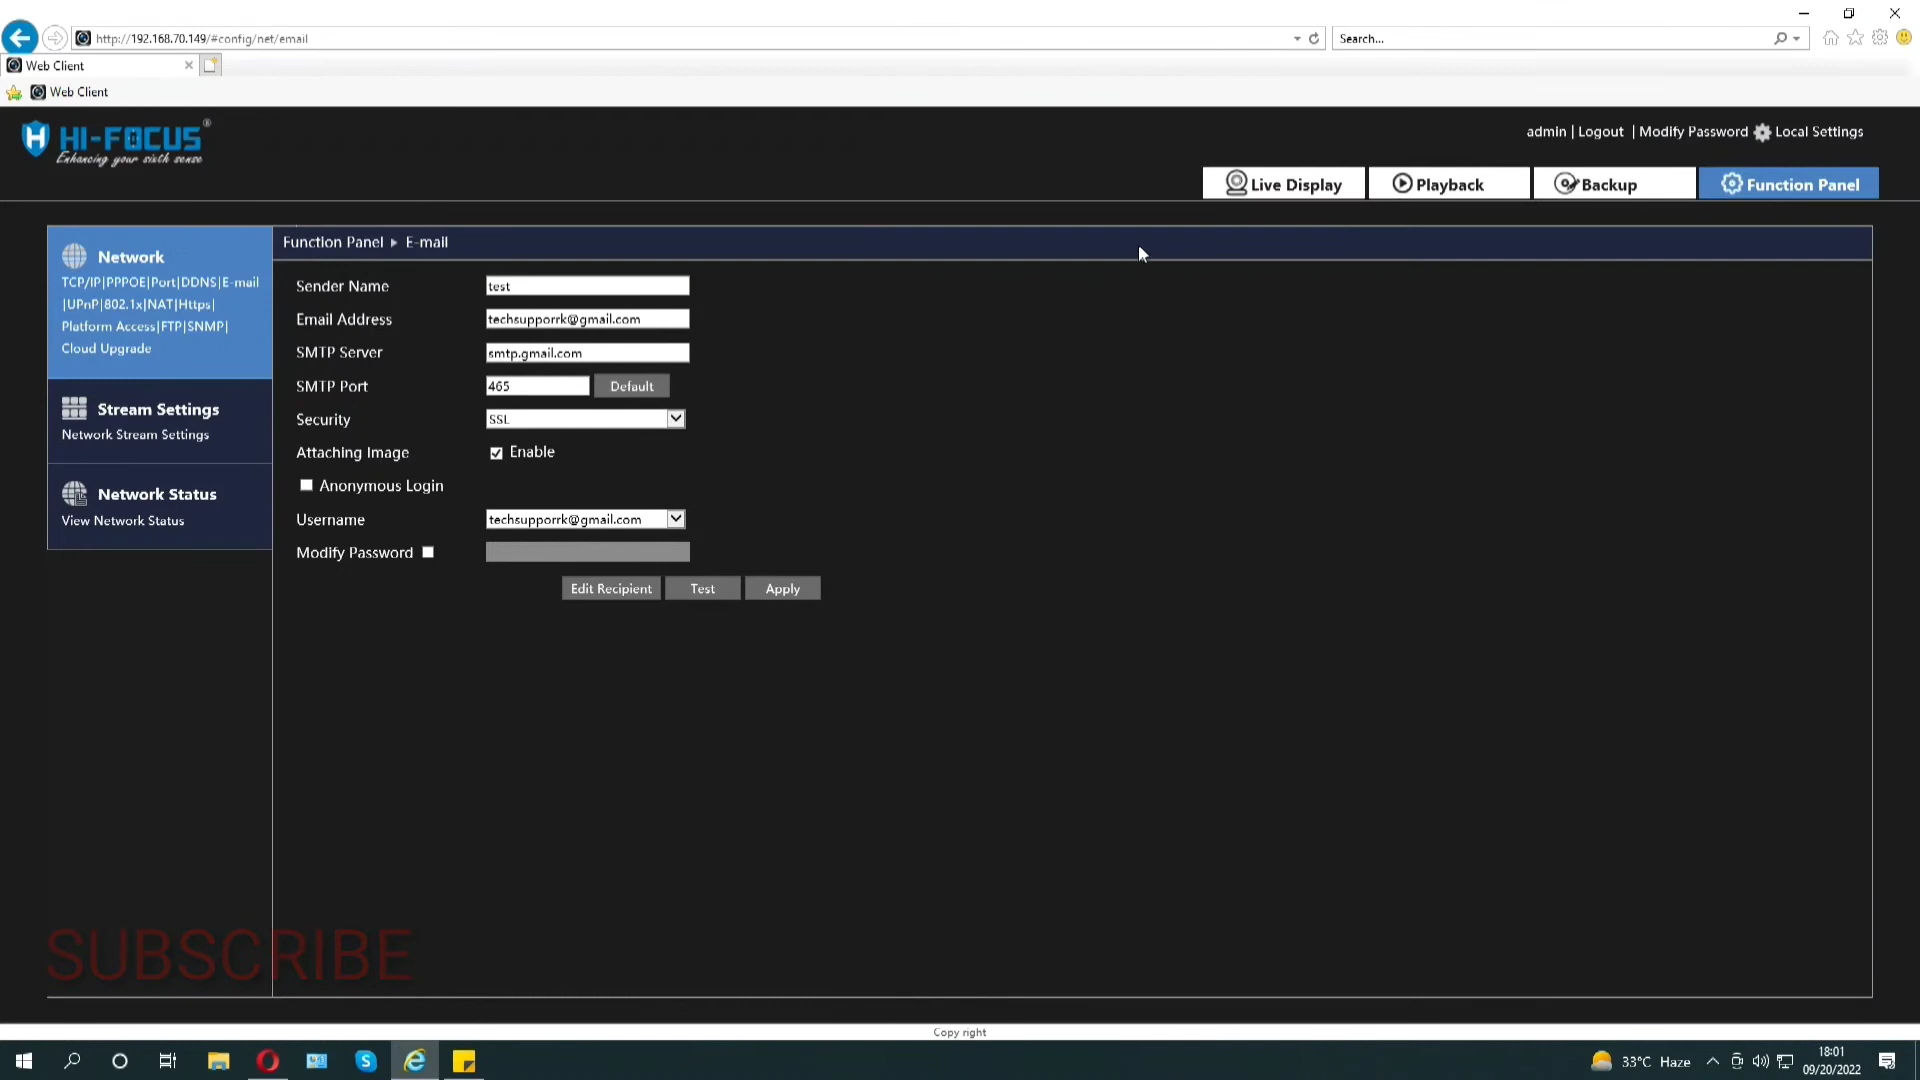 http://192.168.70.149/#config/net/email
Search...
Web Client
Web Client
HI-FOCUS®
Enhancing your sixth sense
admin | Logout | Modify Password Local Settings
Live Display Playback Backup Function Panel
Network
TCP/IP|PPPOE|Port|DDNS|E-mail
|UPnP|802.1x|NAT|Https|
Platform Access|FTP|SNMP|
Cloud Upgrade
Stream Settings
Network Stream Settings
Network Status
View Network Status
Function Panel ▸ E-mail
Sender Name test
Email Address techsupporrk@gmail.com
SMTP Server smtp.gmail.com
SMTP Port 465 Default
Security SSL
Attaching Image Enable
Anonymous Login
Username techsupporrk@gmail.com
Modify Password
Edit Recipient Test Apply
SUBSCRIBE
Copy right
33°C Haze
18:01
09/20/2022